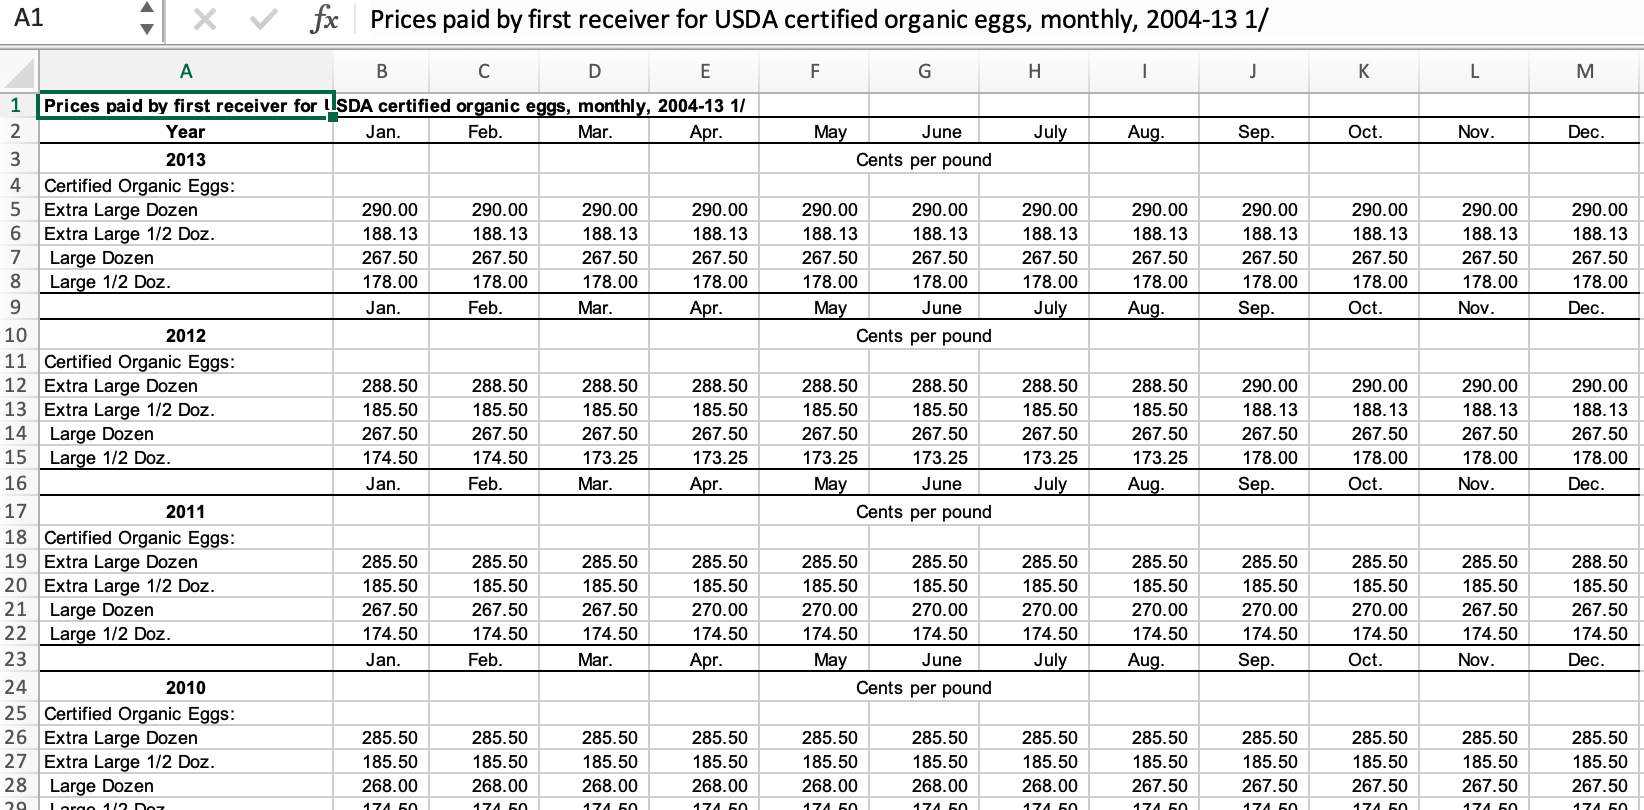 A1 fx Prices paid by first receiver for USDA certified organic eggs, monthly, 2004-13 1/
A B C D E F G H I J K L M
1 Prices paid by first receiver for USDA certified organic eggs, monthly, 2004-13 1/
2 Year Jan. Feb. Mar. Apr. May June July Aug. Sep. Oct. Nov. Dec.
3 2013 Cents per pound
4 Certified Organic Eggs:
5 Extra Large Dozen 290.00 290.00 290.00 290.00 290.00 290.00 290.00 290.00 290.00 290.00 290.00 290.00
6 Extra Large 1/2 Doz. 188.13 188.13 188.13 188.13 188.13 188.13 188.13 188.13 188.13 188.13 188.13 188.13
7 Large Dozen 267.50 267.50 267.50 267.50 267.50 267.50 267.50 267.50 267.50 267.50 267.50 267.50
8 Large 1/2 Doz. 178.00 178.00 178.00 178.00 178.00 178.00 178.00 178.00 178.00 178.00 178.00 178.00
9 Jan. Feb. Mar. Apr. May June July Aug. Sep. Oct. Nov. Dec.
10 2012 Cents per pound
11 Certified Organic Eggs:
12 Extra Large Dozen 288.50 288.50 288.50 288.50 288.50 288.50 288.50 288.50 290.00 290.00 290.00 290.00
13 Extra Large 1/2 Doz. 185.50 185.50 185.50 185.50 185.50 185.50 185.50 185.50 188.13 188.13 188.13 188.13
14 Large Dozen 267.50 267.50 267.50 267.50 267.50 267.50 267.50 267.50 267.50 267.50 267.50 267.50
15 Large 1/2 Doz. 174.50 174.50 173.25 173.25 173.25 173.25 173.25 173.25 178.00 178.00 178.00 178.00
16 Jan. Feb. Mar. Apr. May June July Aug. Sep. Oct. Nov. Dec.
17 2011 Cents per pound
18 Certified Organic Eggs:
19 Extra Large Dozen 285.50 285.50 285.50 285.50 285.50 285.50 285.50 285.50 285.50 285.50 285.50 288.50
20 Extra Large 1/2 Doz. 185.50 185.50 185.50 185.50 185.50 185.50 185.50 185.50 185.50 185.50 185.50 185.50
21 Large Dozen 267.50 267.50 267.50 270.00 270.00 270.00 270.00 270.00 270.00 270.00 267.50 267.50
22 Large 1/2 Doz. 174.50 174.50 174.50 174.50 174.50 174.50 174.50 174.50 174.50 174.50 174.50 174.50
23 Jan. Feb. Mar. Apr. May June July Aug. Sep. Oct. Nov. Dec.
24 2010 Cents per pound
25 Certified Organic Eggs:
26 Extra Large Dozen 285.50 285.50 285.50 285.50 285.50 285.50 285.50 285.50 285.50 285.50 285.50 285.50
27 Extra Large 1/2 Doz. 185.50 185.50 185.50 185.50 185.50 185.50 185.50 185.50 185.50 185.50 185.50 185.50
28 Large Dozen 268.00 268.00 268.00 268.00 268.00 268.00 268.00 267.50 267.50 267.50 267.50 267.50
29 Large 1/2 Doz. 174.50 174.50 174.50 174.50 174.50 174.50 174.50 174.50 174.50 174.50 174.50 174.50